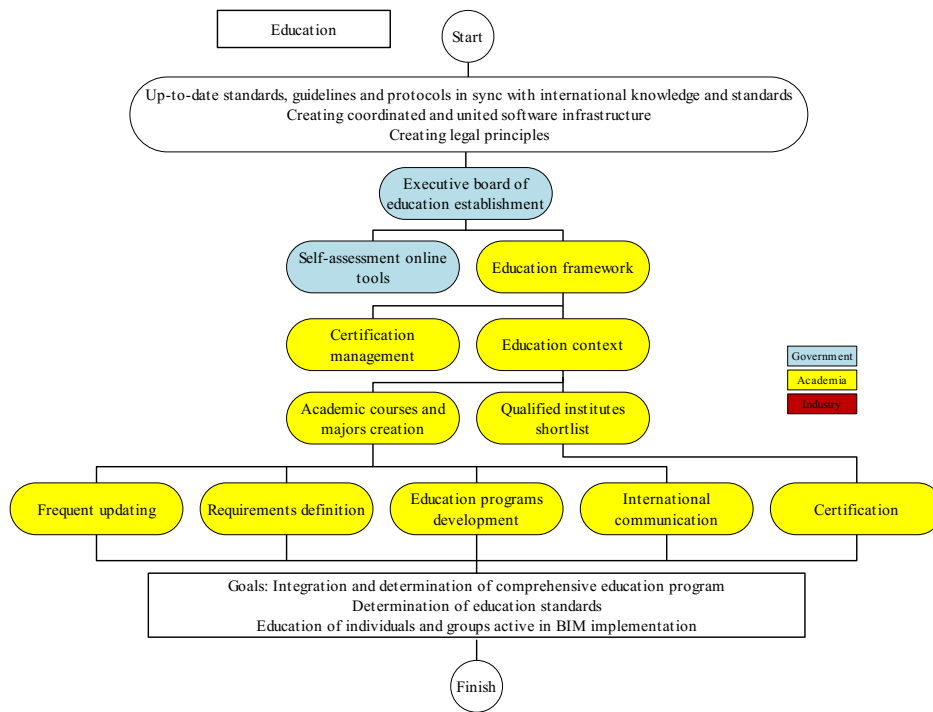 Education
Start
Up-to-date standards, guidelines and protocols in sync with international knowledge and standards
Creating coordinated and united software infrastructure
Creating legal principles
Executive board of
education establishment
Self-assessment online
tools
Education framework
Certification
management
Education context
Government
Academia
Industry
Academic courses and
majors creation
Qualified institutes
shortlist
Frequent updating
Requirements definition
Education programs
development
International
communication
Certification
Goals: Integration and determination of comprehensive education program
Determination of education standards
Education of individuals and groups active in BIM implementation
Finish